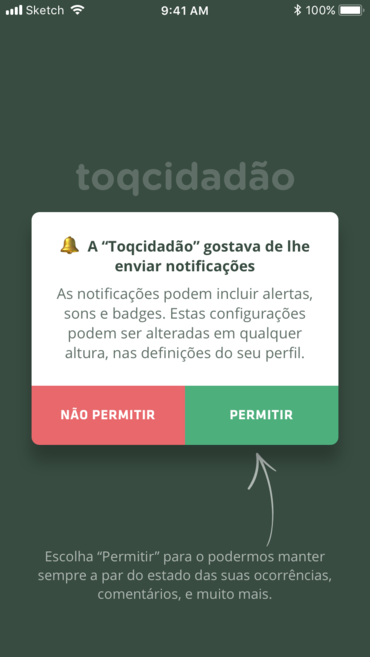 Sketch 9:41 AM 100%
toqcidadão
A “Toqcidadão” gostava de lhe
enviar notificações
As notificações podem incluir alertas,
sons e badges. Estas configurações
podem ser alteradas em qualquer
altura, nas definições do seu perfil.
NÃO PERMITIR PERMITIR
Escolha “Permitir” para o podermos manter
sempre a par do estado das suas ocorrências,
comentários, e muito mais.